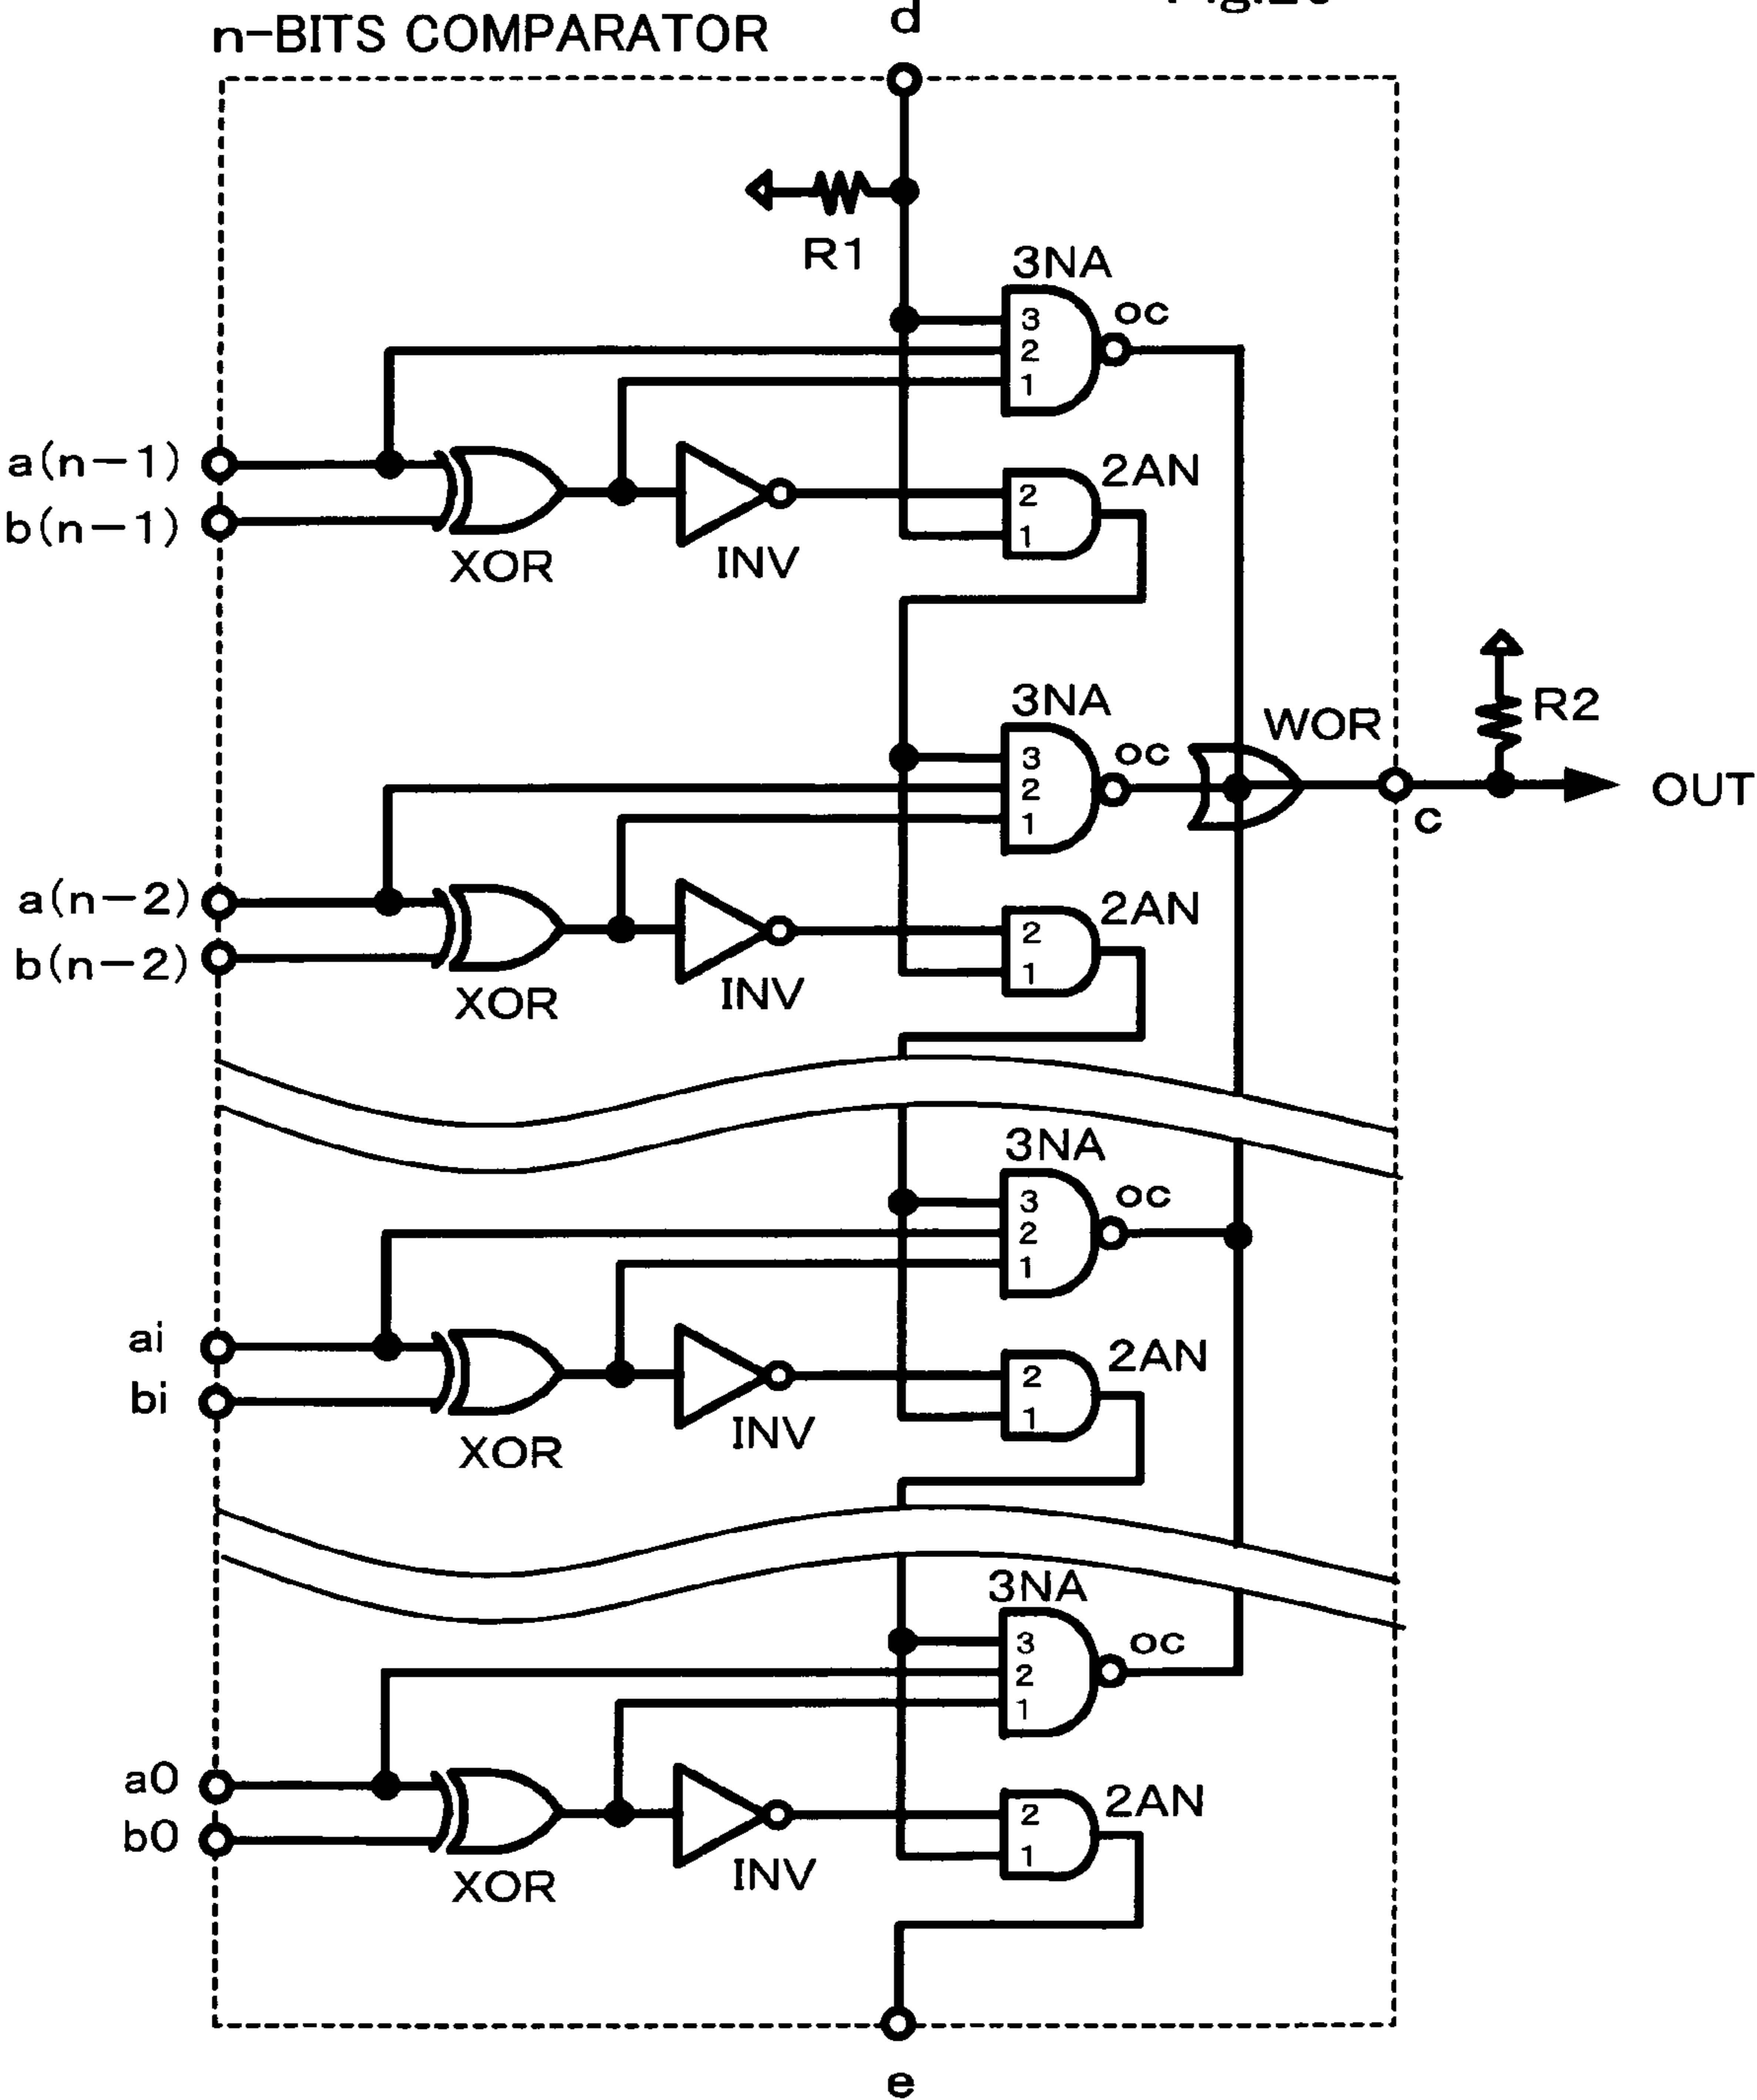 d
n-BITS COMPARATOR
R1
3NA
oc
3
2
1
a(n-1)
b(n-1)
XOR
INV
2AN
2
1
3NA
oc
3
2
1
WOR
R2
OUT
c
a(n-2)
b(n-2)
XOR
INV
2AN
2
1
3NA
oc
3
2
1
ai
bi
XOR
INV
2AN
2
1
3NA
oc
3
2
1
a0
b0
XOR
INV
2AN
2
1
e